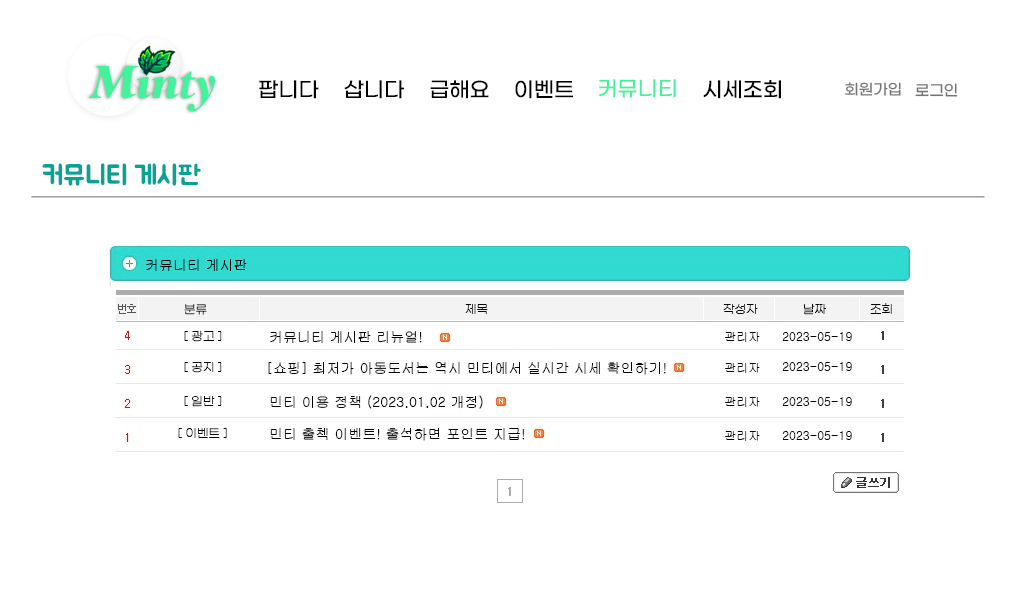 Minty
팝니다 삽니다 급해요 이벤트 커뮤니티 시세조회 회원가입 로그인
커뮤니티 게시판
커뮤니티 게시판
번호 분류 제목 작성자 날짜 조회
4 [ 광고 ] 커뮤니티 게시판 리뉴얼! N 관리자 2023-05-19 1
3 [ 공지 ] [쇼핑] 최저가 아동도서는 역시 민티에서 실시간 시세 확인하기! N 관리자 2023-05-19 1
2 [ 일반 ] 민티 이용 정책 (2023.01.02 개정) N 관리자 2023-05-19 1
1 [ 이벤트 ] 민티 출첵 이벤트! 출석하면 포인트 지급! N 관리자 2023-05-19 1
글쓰기
1